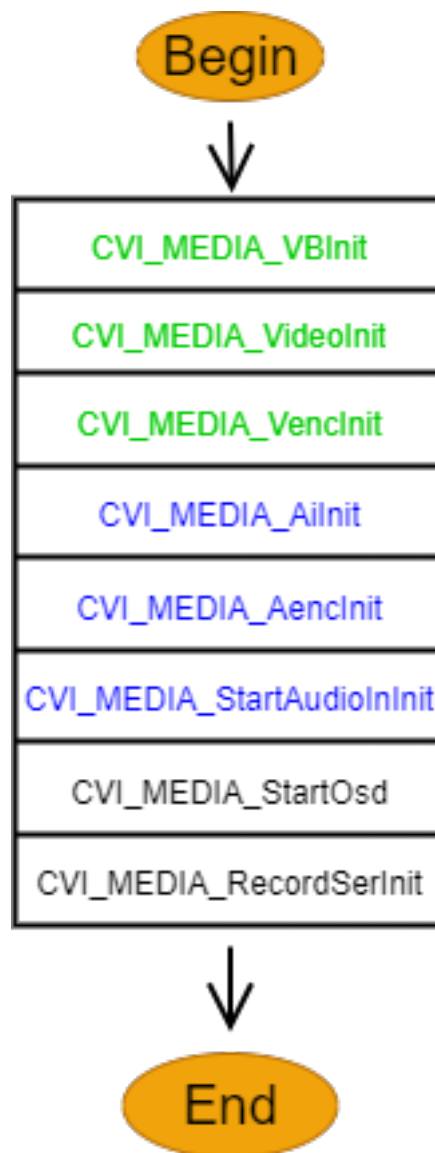 Begin
CVI_MEDIA_VBInit
CVI_MEDIA_VideoInit
CVI_MEDIA_VencInit
CVI_MEDIA_AiInit
CVI_MEDIA_AencInit
CVI_MEDIA_StartAudioInInit
CVI_MEDIA_StartOsd
CVI_MEDIA_RecordSerInit
End